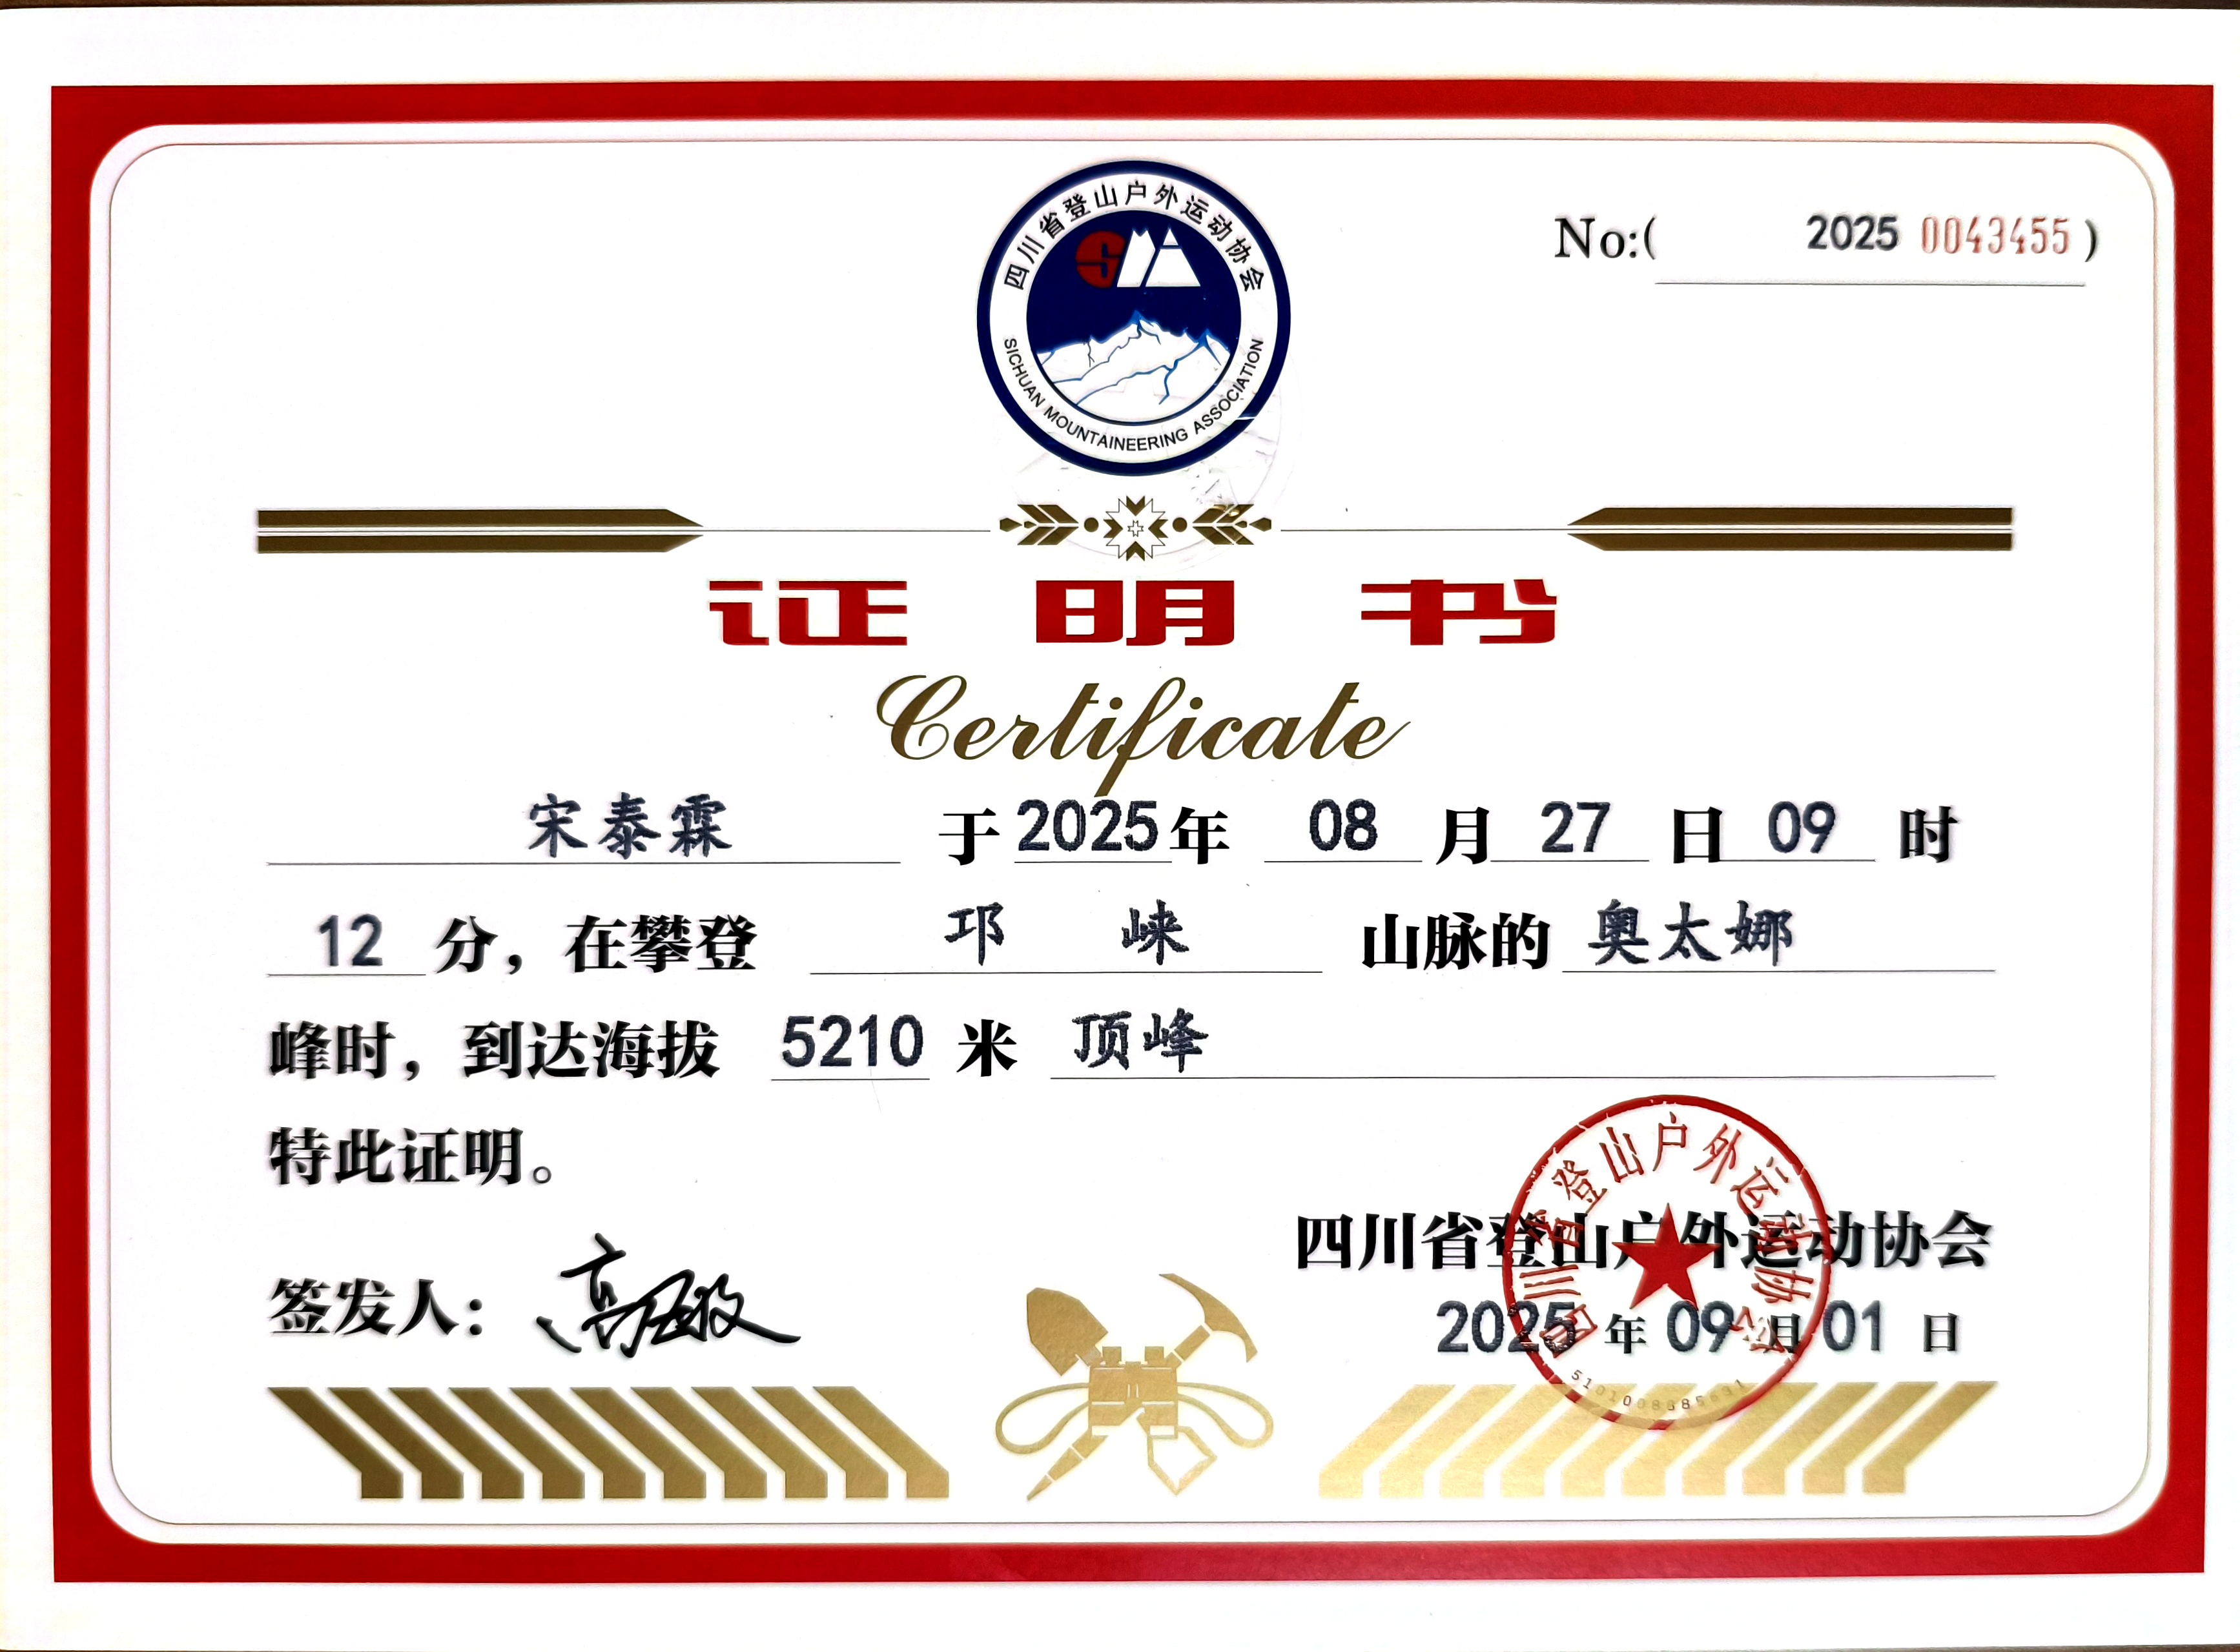 四川省登山户外运动协会
SICHUAN MOUNTAINEERING ASSOCIATION
No:( 2025 0043455 )
证明书
Certificate
宋泰霖 于 2025 年 08 月 27 日 09 时
12 分，在攀登 邛崃 山脉的 奥太娜
峰时，到达海拔 5210 米 顶峰
特此证明。
四川省登山户外运动协会
签发人：
2025 年 09 月 01 日
四川省登山户外运动协会